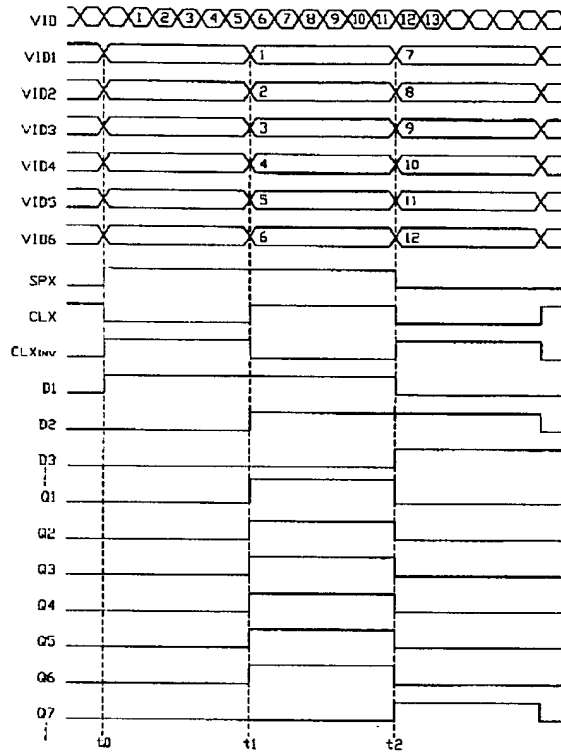 VID 1 2 3 4 5 6 7 8 9 10 11 12 13
VID1 1 7
VID2 2 8
VID3 3 9
VID4 4 10
VID5 5 11
VID6 6 12
SPX
CLX
CLXINV
D1
D2
D3
Q1
Q2
Q3
Q4
Q5
Q6
Q7
t0 t1 t2